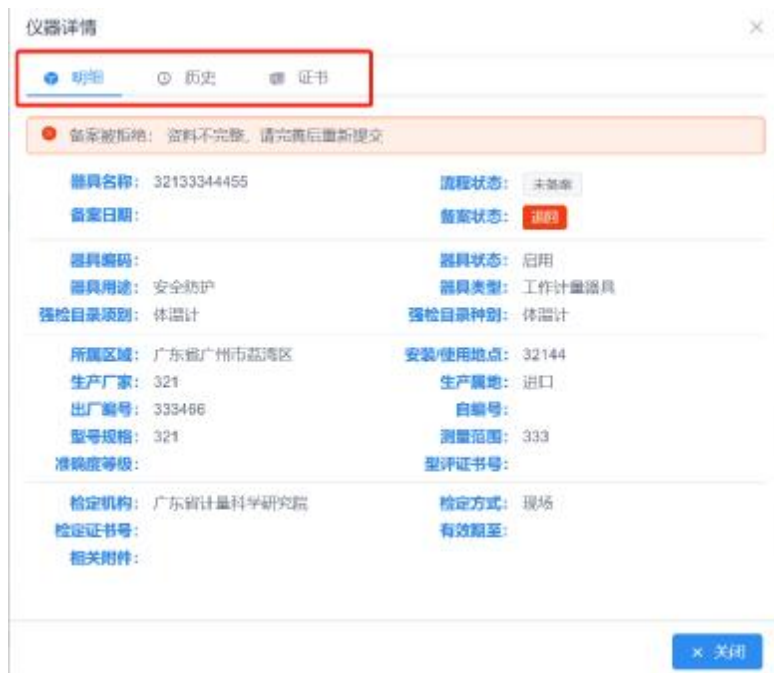 仪器详情
明细 历史 证书
备案被拒绝： 资料不完整，请完善后重新提交
器具名称： 32133344455 流程状态： 未备案
备案日期： 备案状态： 退回
器具编码： 器具状态： 启用
器具用途： 安全防护 器具类型： 工作计量器具
强检目录项别： 体温计 强检目录种别： 体温计
所属区域： 广东省广州市荔湾区 安装/使用地点： 32144
生产厂家： 321 生产属地： 进口
出厂编号： 333466 自编号：
型号规格： 321 测量范围： 333
准确度等级： 型评证书号：
检定机构： 广东省计量科学研究院 检定方式： 现场
检定证书号： 有效期至：
相关附件：
× 关闭